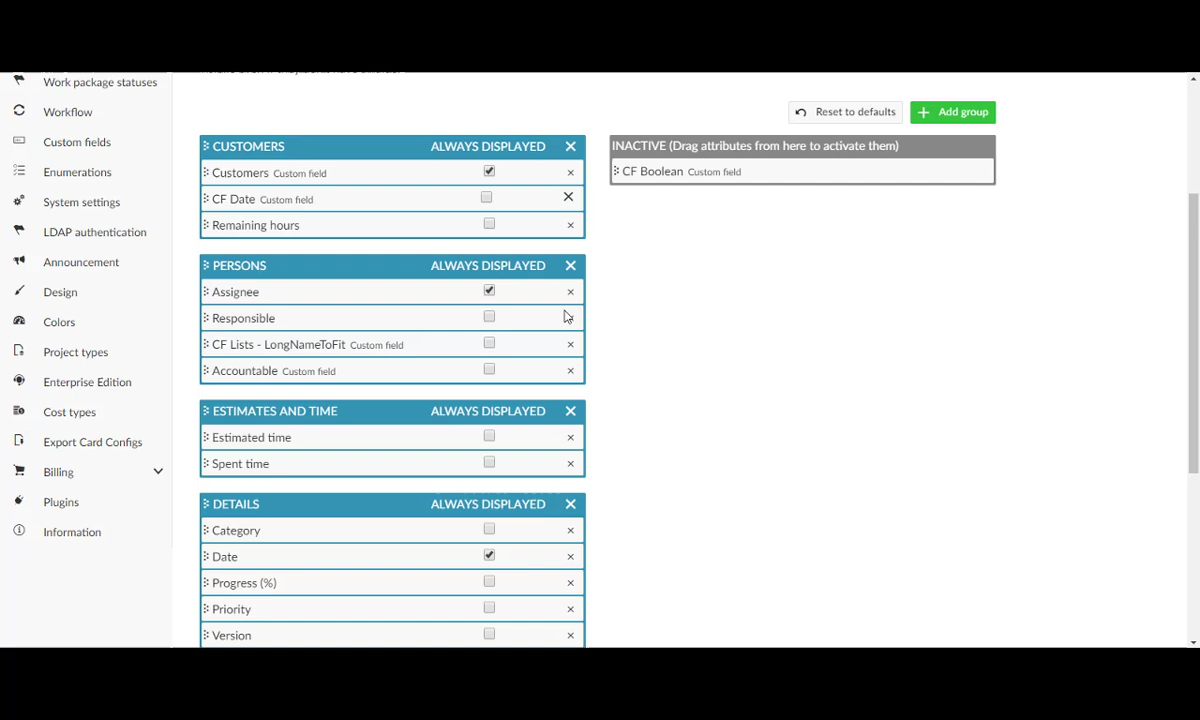 Work package statuses
Workflow
Custom fields
Enumerations
System settings
LDAP authentication
Announcement
Design
Colors
Project types
Enterprise Edition
Cost types
Export Card Configs
Billing
Plugins
Information
Reset to defaults
+ Add group
CUSTOMERS ALWAYS DISPLAYED
Customers Custom field
CF Date Custom field
Remaining hours
PERSONS ALWAYS DISPLAYED
Assignee
Responsible
CF Lists - LongNameToFit Custom field
Accountable Custom field
ESTIMATES AND TIME ALWAYS DISPLAYED
Estimated time
Spent time
DETAILS ALWAYS DISPLAYED
Category
Date
Progress (%)
Priority
Version
INACTIVE (Drag attributes from here to activate them)
CF Boolean Custom field